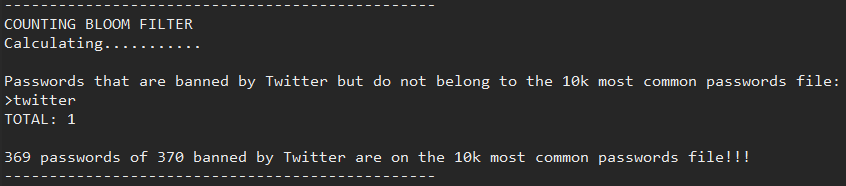 ------------------------------------------------
COUNTING BLOOM FILTER
Calculating...........
Passwords that are banned by Twitter but do not belong to the 10k most common passwords file:
>twitter
TOTAL: 1
369 passwords of 370 banned by Twitter are on the 10k most common passwords file!!!
------------------------------------------------